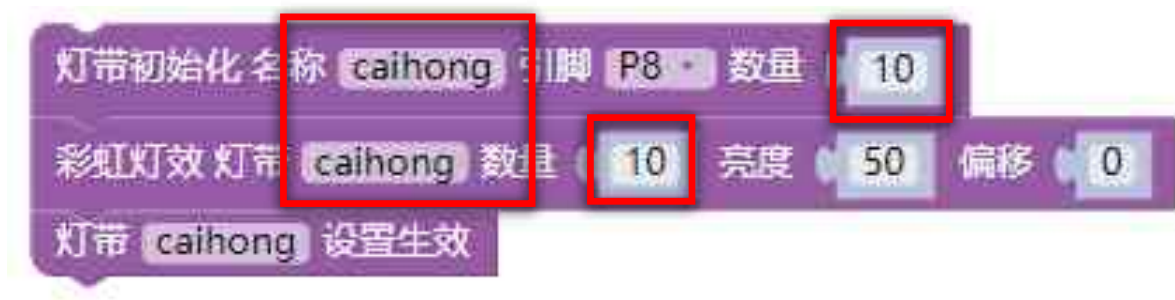 灯带初始化 名称 caihong 引脚 P8 数量 10
彩虹灯效 灯带 caihong 数量 10 亮度 50 偏移 0
灯带 caihong 设置生效